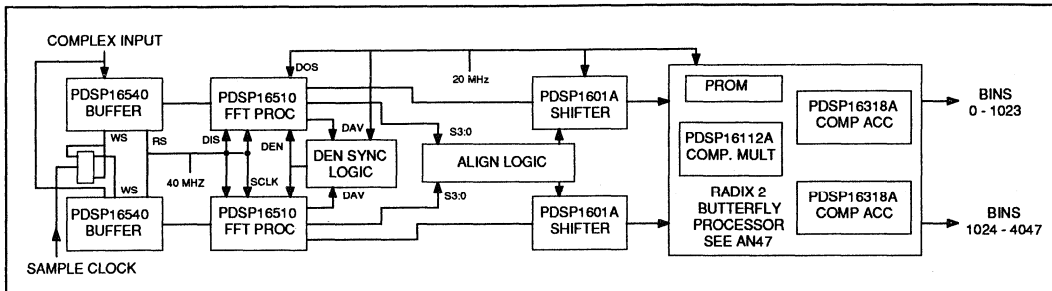 COMPLEX INPUT
PDSP16540
BUFFER
WS
RS
WS
PDSP16540
BUFFER
SAMPLE CLOCK
40 MHZ
DIS
SCLK
DEN
DOS
20 MHz
PDSP16510
FFT PROC
PDSP16510
FFT PROC
DAV
DEN SYNC
LOGIC
DAV
S3:0
ALIGN LOGIC
S3:0
PDSP1601A
SHIFTER
PDSP1601A
SHIFTER
PROM
PDSP16112A
COMP. MULT
PDSP16318A
COMP ACC
PDSP16318A
COMP ACC
RADIX 2
BUTTERFLY
PROCESSOR
SEE AN47
BINS
0 - 1023
BINS
1024 - 4047